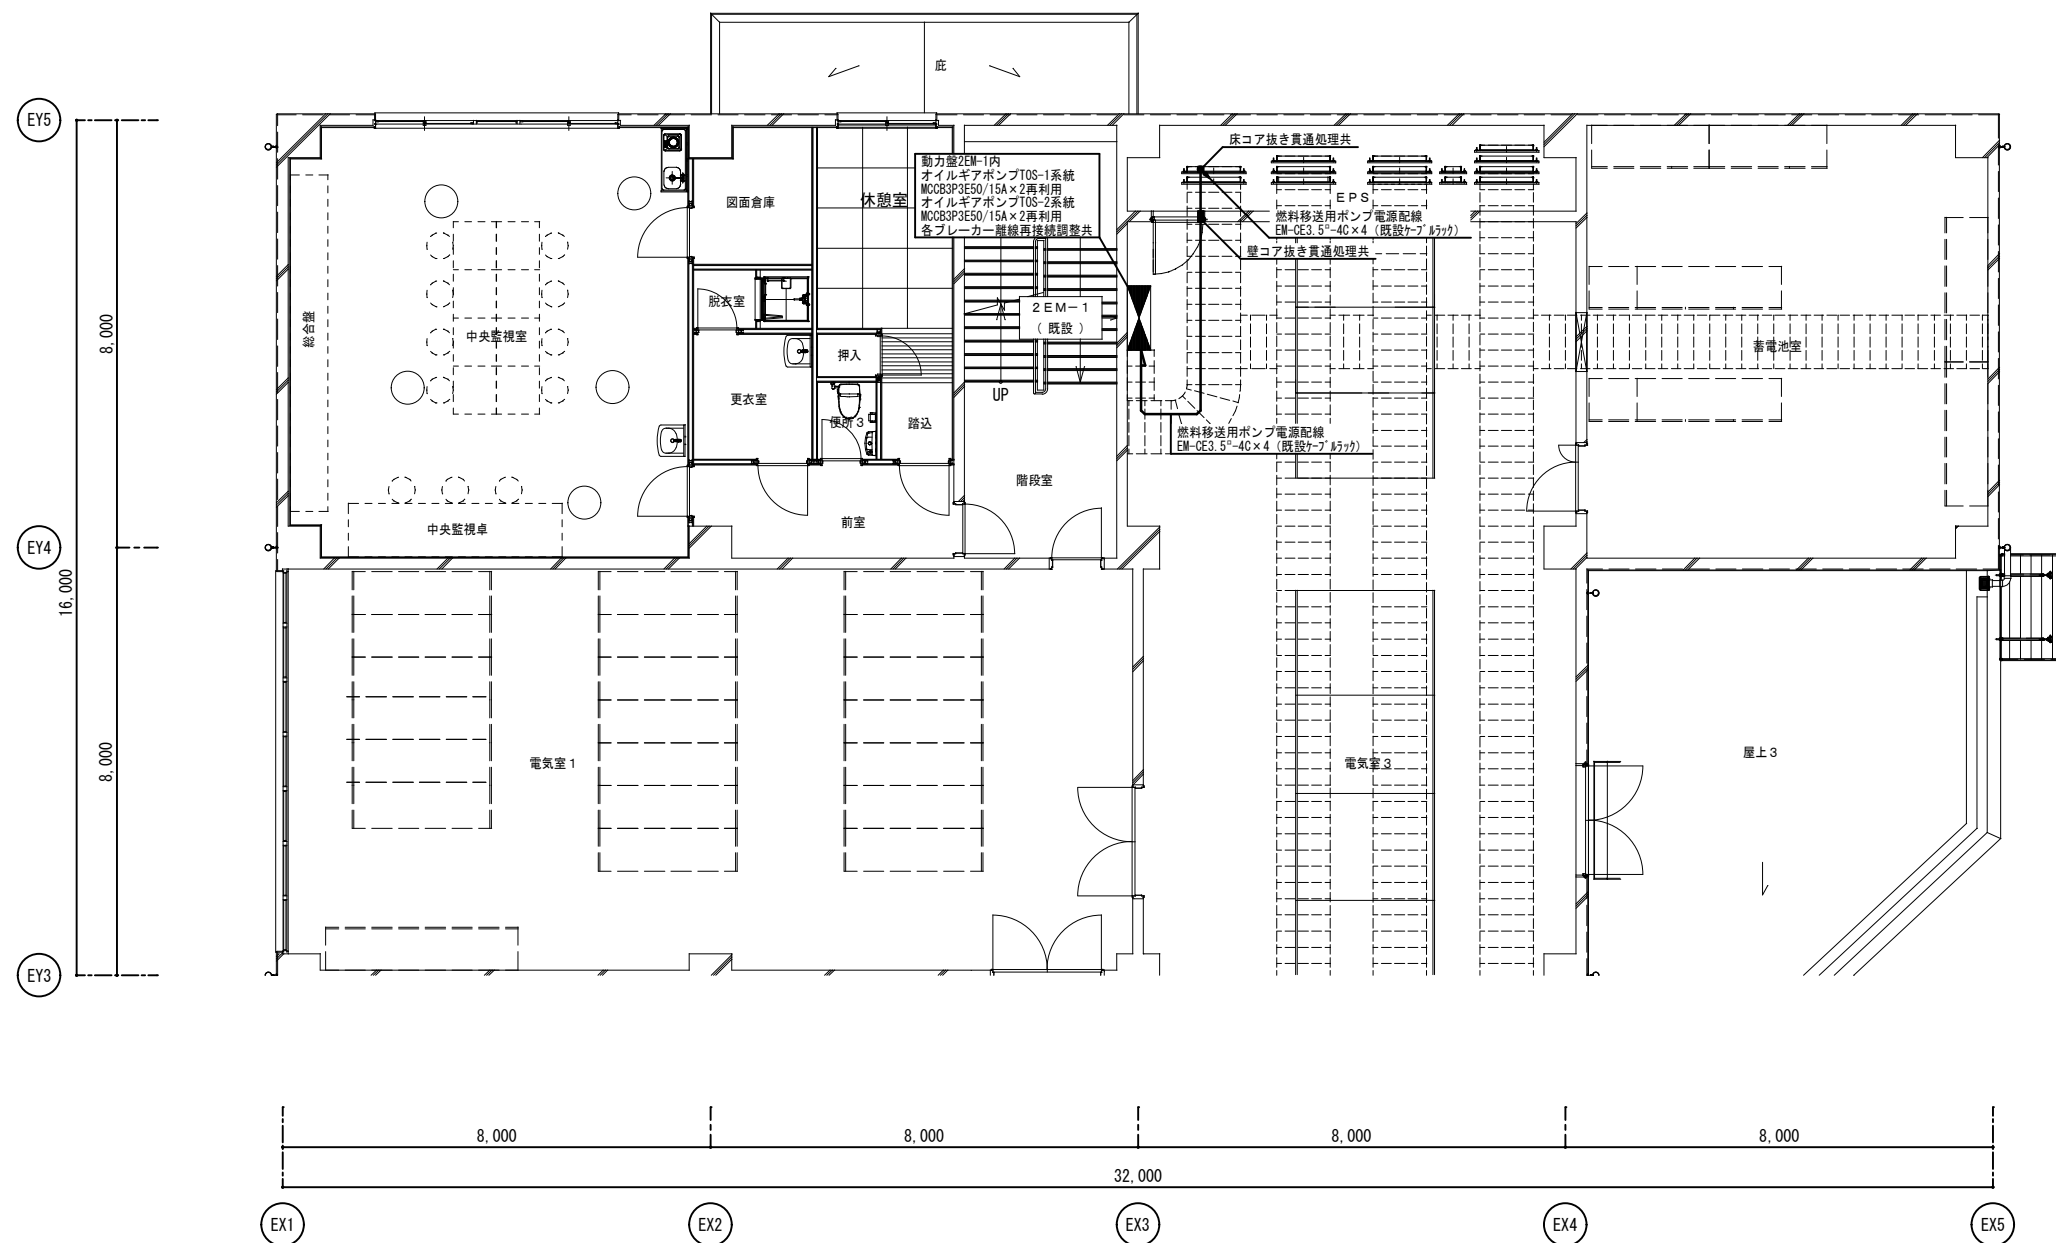 庇
EY5
床コア抜き貫通処理共
動力盤2EM-1内
オイルギアポンプTOS-1系統
MCCB3P3E50/15A×2再利用
オイルギアポンプTOS-2系統
MCCB3P3E50/15A×2再利用
各ブレーカー離線再接続調整共
図面倉庫
休憩室
EPS
燃料移送用ポンプ電源配線
EM-CE3.5□-4C×4 (既設ケーブルラック)
壁コア抜き貫通処理共
脱衣室
2EM-1
(既設)
総合盤
中央監視室
8,000
押入
蓄電池室
更衣室
UP
便所3
踏込
燃料移送用ポンプ電源配線
EM-CE3.5□-4C×4 (既設ケーブルラック)
階段室
前室
中央監視卓
EY4
16,000
8,000
電気室1
電気室3
屋上3
EY3
8,000
8,000
8,000
8,000
32,000
EX1
EX2
EX3
EX4
EX5